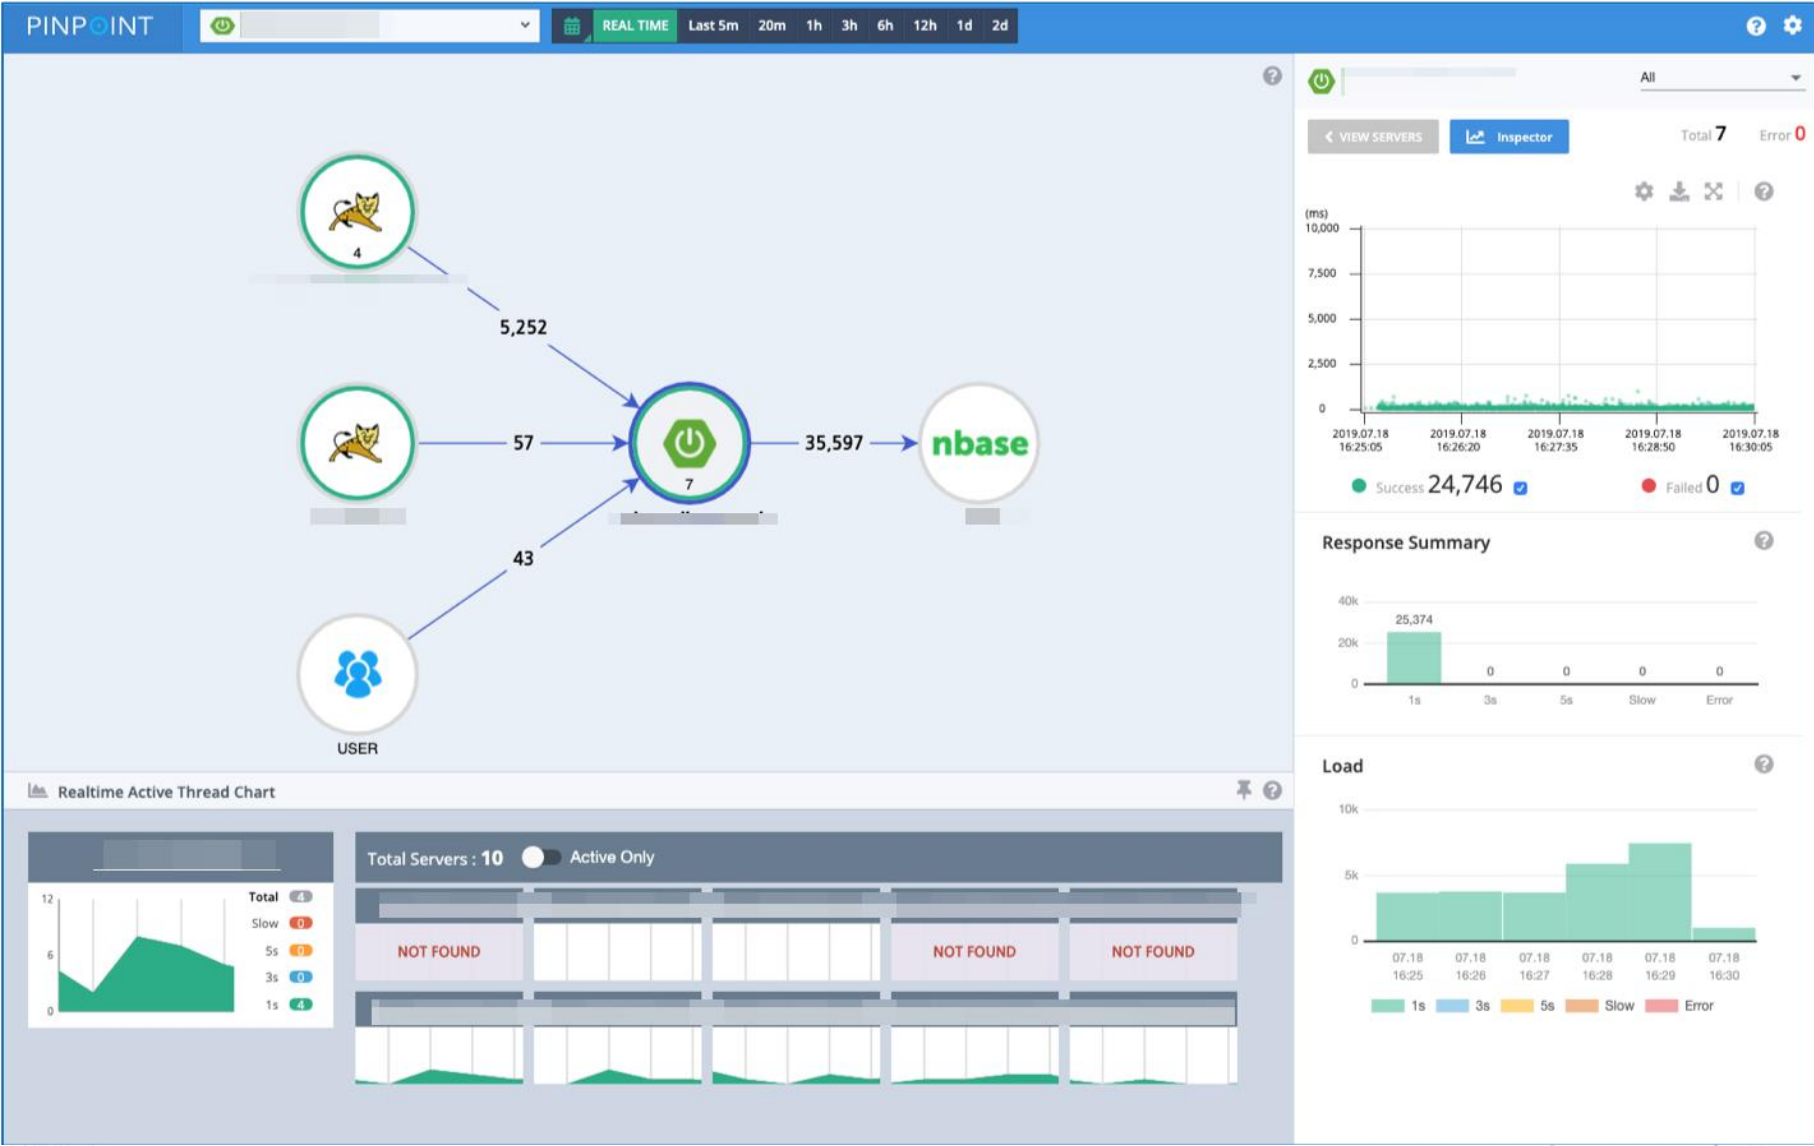 PINPOINT
REAL TIME Last 5m 20m 1h 3h 6h 12h 1d 2d
All
VIEW SERVERS Inspector Total 7 Error 0
4
5,252
57
7
35,597
nbase
43
USER
(ms)
10,000
7,500
5,000
2,500
0
2019.07.18 2019.07.18 2019.07.18 2019.07.18 2019.07.18
16:25:05 16:26:20 16:27:35 16:28:50 16:30:05
Success 24,746 Failed 0
Response Summary
40k
25,374
20k
0 0 0 0
0
1s 3s 5s Slow Error
Load
10k
5k
0
07.18 07.18 07.18 07.18 07.18 07.18
16:25 16:26 16:27 16:28 16:29 16:30
1s 3s 5s Slow Error
Realtime Active Thread Chart
12
6
0
Total 4
Slow 0
5s 0
3s 0
1s 4
Total Servers : 10 Active Only
NOT FOUND NOT FOUND NOT FOUND